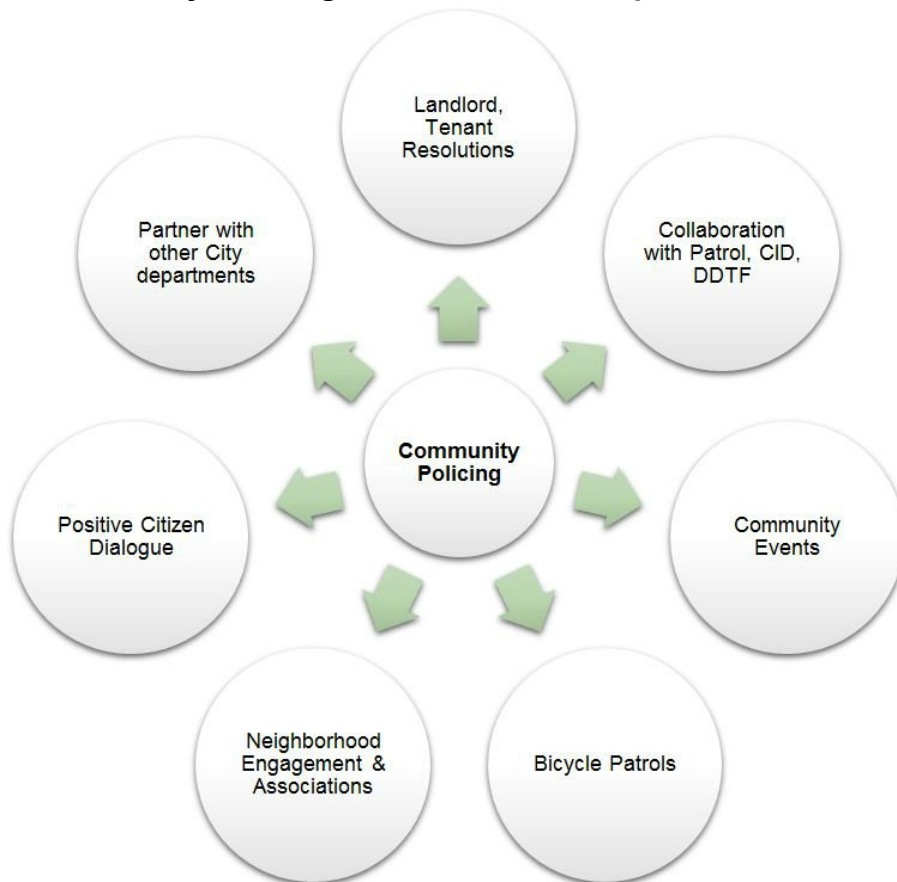 Landlord,
Tenant
Resolutions
Partner with
other City
departments
Collaboration
with Patrol, CID,
DDTF
Community
Policing
Positive Citizen
Dialogue
Community
Events
Neighborhood
Engagement &
Associations
Bicycle Patrols